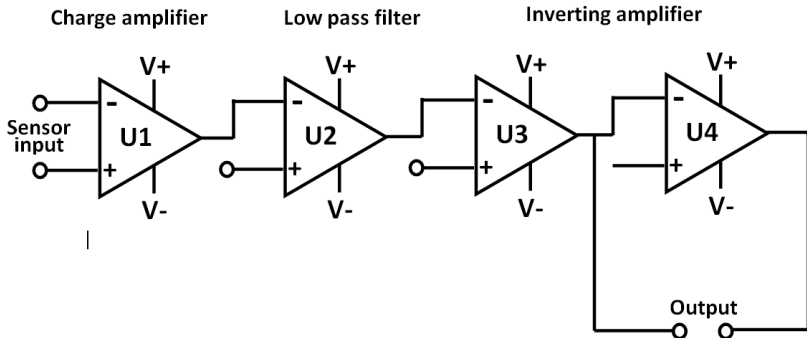 Charge amplifier
Low pass filter
Inverting amplifier
V+
V+
V+
V+
Sensor
input
-
+
U1
-
+
U2
-
+
U3
-
+
U4
V-
V-
V-
V-
Output